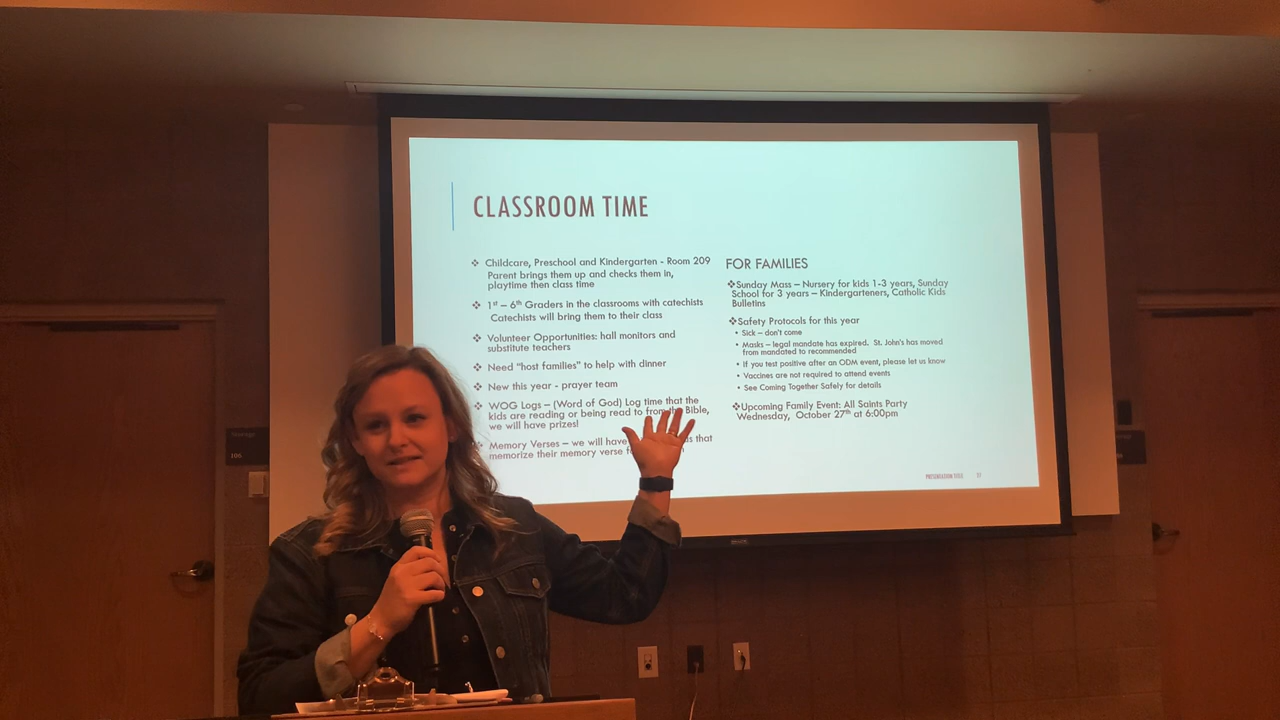 CLASSROOM TIME
❖ Childcare, Preschool and Kindergarten - Room 209
Parent brings them up and checks them in,
playtime then class time
❖ 1st – 6th Graders in the classrooms with catechists
Catechists will bring them to their class
❖ Volunteer Opportunities: hall monitors and
substitute teachers
❖ Need "host families" to help with dinner
❖ New this year - prayer team
❖ WOG Logs – (Word of God) Log time that the
kids are reading or being read to from the Bible,
we will have prizes!
❖ Memory Verses – we will have that
memorize their memory verse
FOR FAMILIES
❖Sunday Mass – Nursery for kids 1-3 years, Sunday
School for 3 years – Kindergarteners, Catholic Kids
Bulletins
❖Safety Protocols for this year
• Sick – don't come
• Masks – legal mandate has expired. St. John's has moved
from mandated to recommended
• If you test positive after an ODM event, please let us know
• Vaccines are not required to attend events
• See Coming Together Safely for details
❖Upcoming Family Event: All Saints Party
Wednesday, October 27th at 6:00pm
PRESENTATION TITLE
106